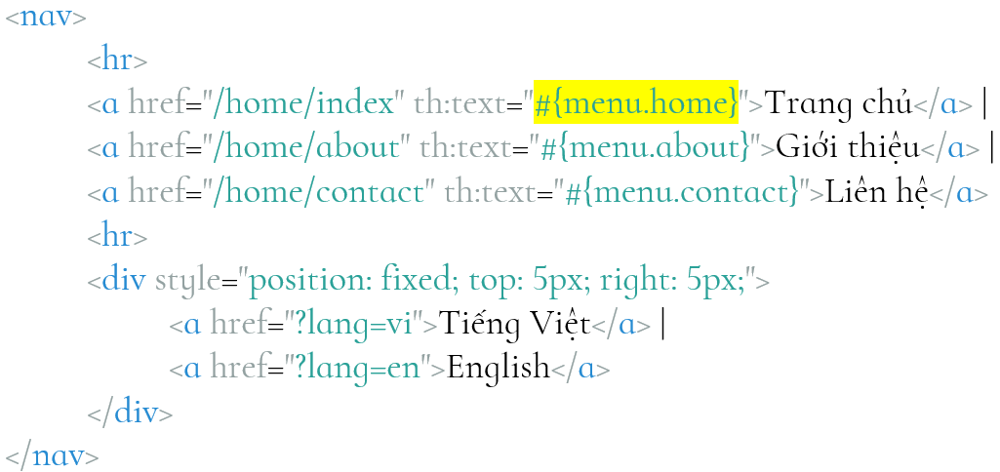 <nav>
<hr>
<a href="/home/index" th:text="#{menu.home}">Trang chủ</a> |
<a href="/home/about" th:text="#{menu.about}">Giới thiệu</a> |
<a href="/home/contact" th:text="#{menu.contact}">Liên hệ</a>
<hr>
<div style="position: fixed; top: 5px; right: 5px;">
<a href="?lang=vi">Tiếng Việt</a> |
<a href="?lang=en">English</a>
</div>
</nav>